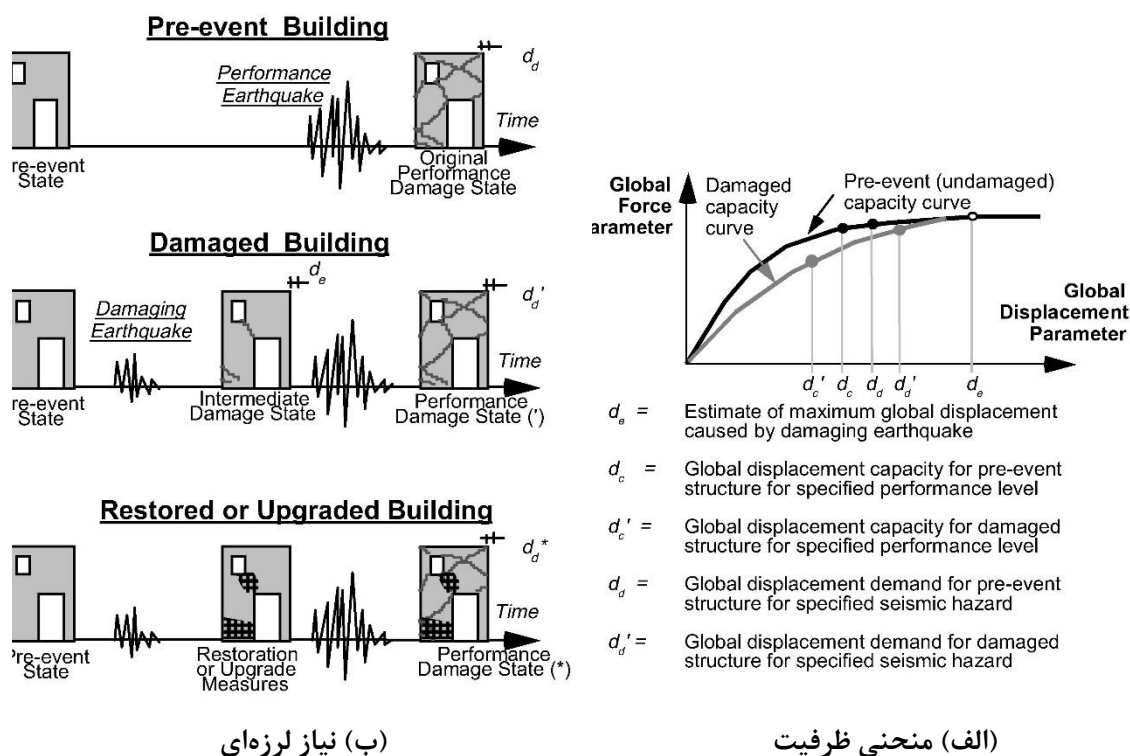 Pre-event Building
d_d
Performance
Earthquake
Time
re-event
State
Original
Performance
Damage State
Damaged Building
d_e
d_d'
Damaging
Earthquake
Time
re-event
State
Intermediate
Damage State
Performance
Damage State (')
Restored or Upgraded Building
d_d*
Time
Pre-event
State
Restoration
or Upgrade
Measures
Performance
Damage State (*)
(ب) نیاز لرزه‌ای
Global
Force
arameter
Damaged
capacity
curve
Pre-event (undamaged)
capacity curve
Global
Displacement
Parameter
d_c' d_c d_d d_d' d_e
d_e = Estimate of maximum global displacement
caused by damaging earthquake
d_c = Global displacement capacity for pre-event
structure for specified performance level
d_c' = Global displacement capacity for damaged
structure for specified performance level
d_d = Global displacement demand for pre-event
structure for specified seismic hazard
d_d' = Global displacement demand for damaged
structure for specified seismic hazard
(الف) منحنی ظرفیت